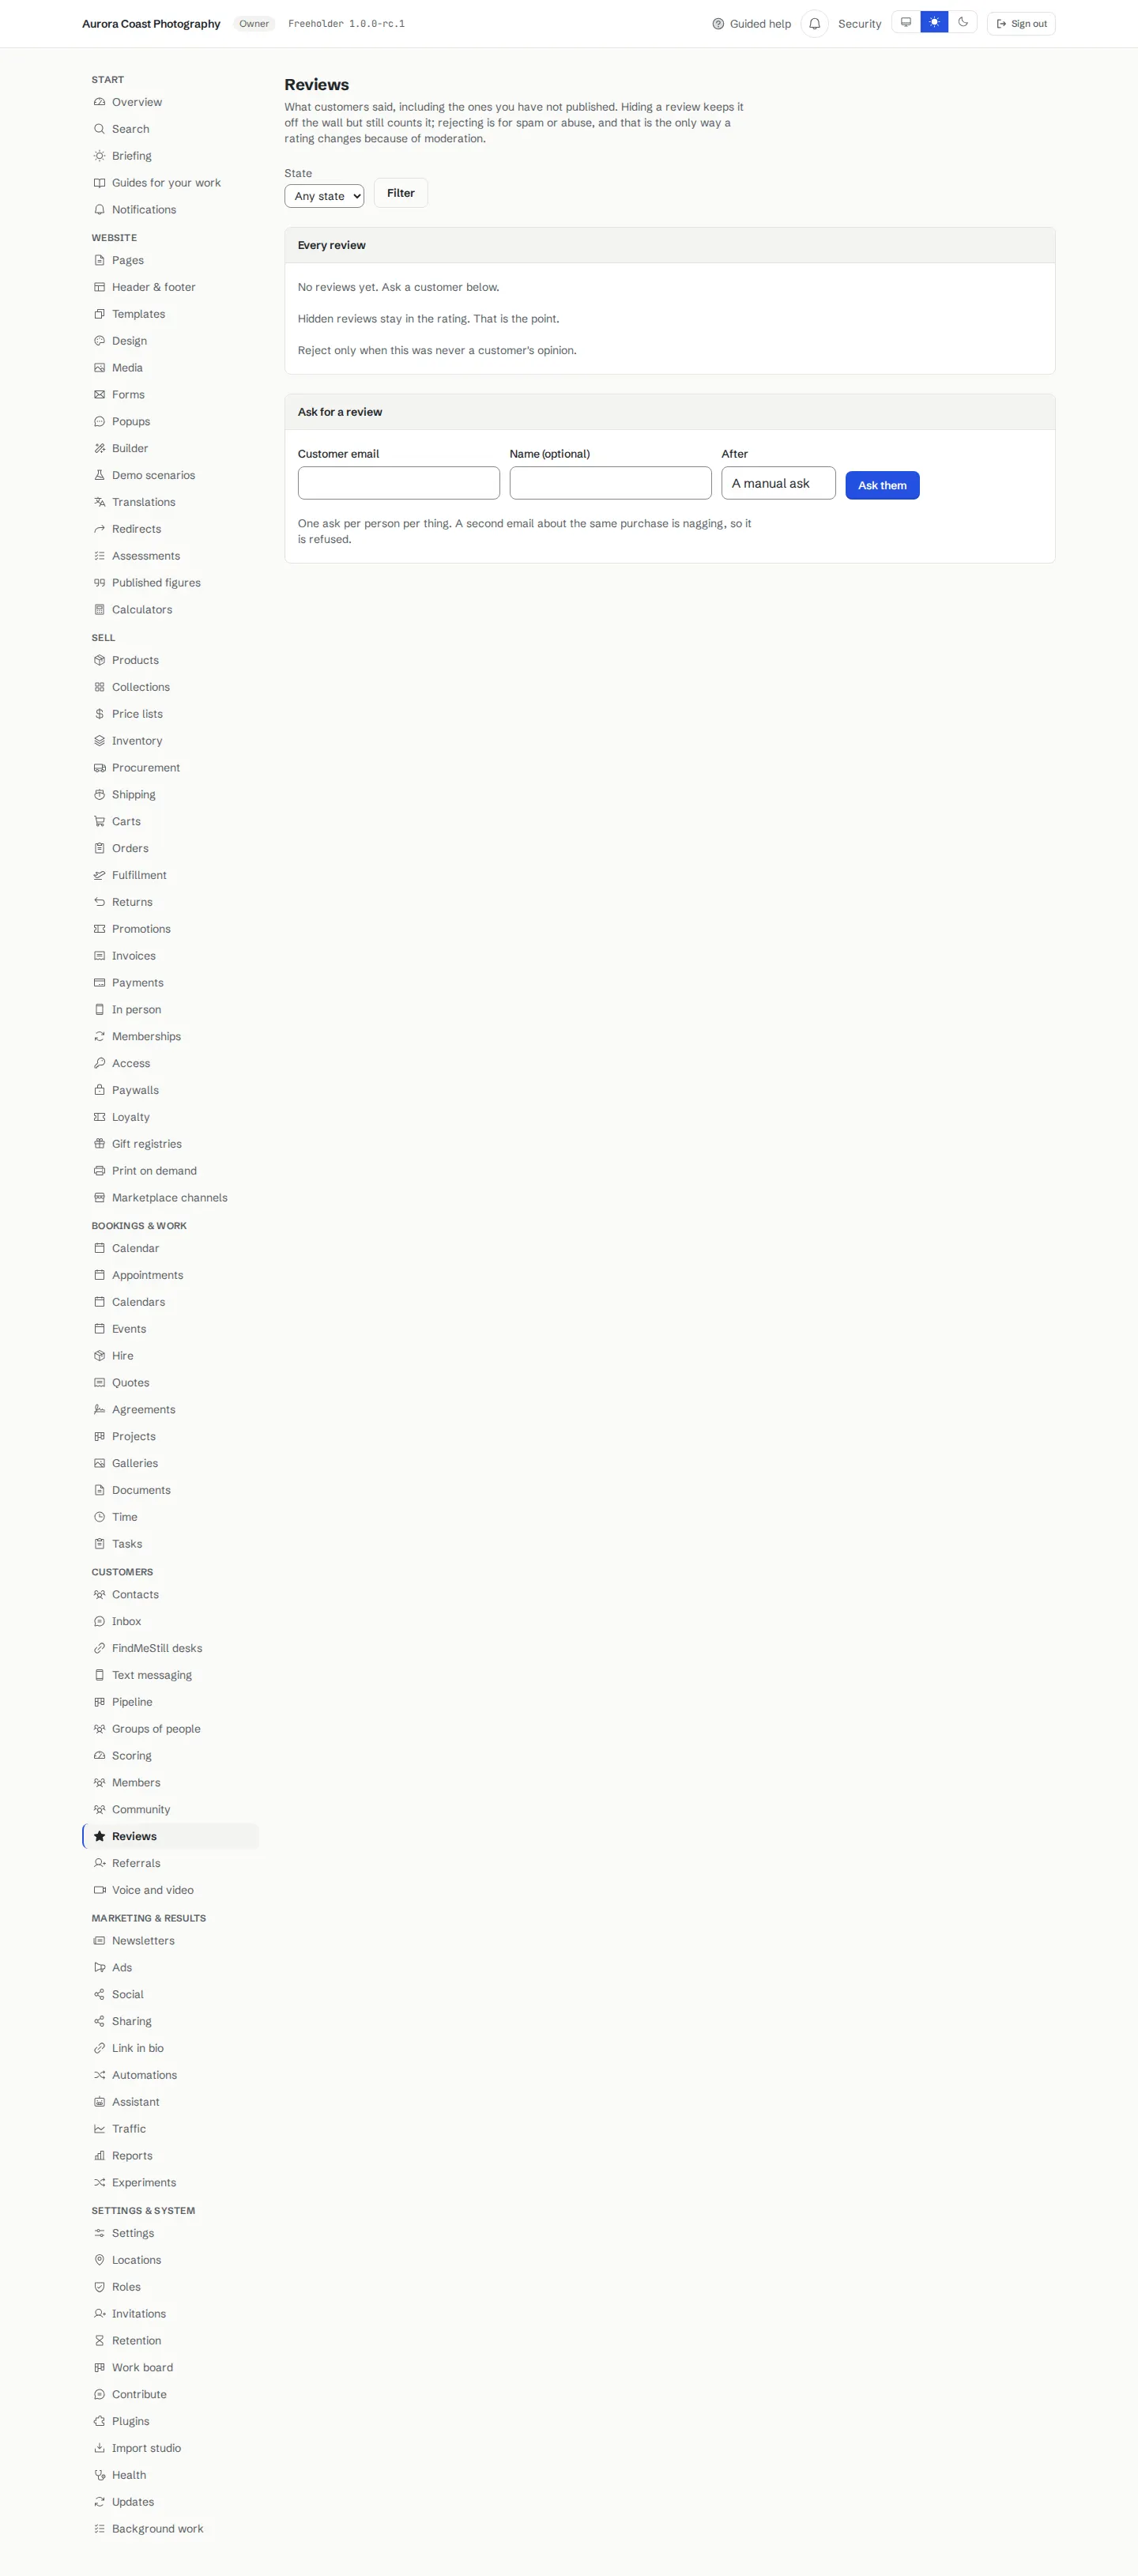 Aurora Coast Photography
Owner
Freeholder 1.0.0-rc.1
Guided help
Security
Sign out
START
Overview
Search
Briefing
Guides for your work
Notifications
WEBSITE
Pages
Header & footer
Templates
Design
Media
Forms
Popups
Builder
Demo scenarios
Translations
Redirects
Assessments
Published figures
Calculators
SELL
Products
Collections
Price lists
Inventory
Procurement
Shipping
Carts
Orders
Fulfillment
Returns
Promotions
Invoices
Payments
In person
Memberships
Access
Paywalls
Loyalty
Gift registries
Print on demand
Marketplace channels
BOOKINGS & WORK
Calendar
Appointments
Calendars
Events
Hire
Quotes
Agreements
Projects
Galleries
Documents
Time
Tasks
CUSTOMERS
Contacts
Inbox
FindMeStill desks
Text messaging
Pipeline
Groups of people
Scoring
Members
Community
Reviews
Referrals
Voice and video
MARKETING & RESULTS
Newsletters
Ads
Social
Sharing
Link in bio
Automations
Assistant
Traffic
Reports
Experiments
SETTINGS & SYSTEM
Settings
Locations
Roles
Invitations
Retention
Work board
Contribute
Plugins
Import studio
Health
Updates
Background work
Reviews
What customers said, including the ones you have not published. Hiding a review keeps it
off the wall but still counts it; rejecting is for spam or abuse, and that is the only way a
rating changes because of moderation.
State
Any state
Filter
Every review
No reviews yet. Ask a customer below.
Hidden reviews stay in the rating. That is the point.
Reject only when this was never a customer's opinion.
Ask for a review
Customer email
Name (optional)
After
A manual ask
Ask them
One ask per person per thing. A second email about the same purchase is nagging, so it
is refused.